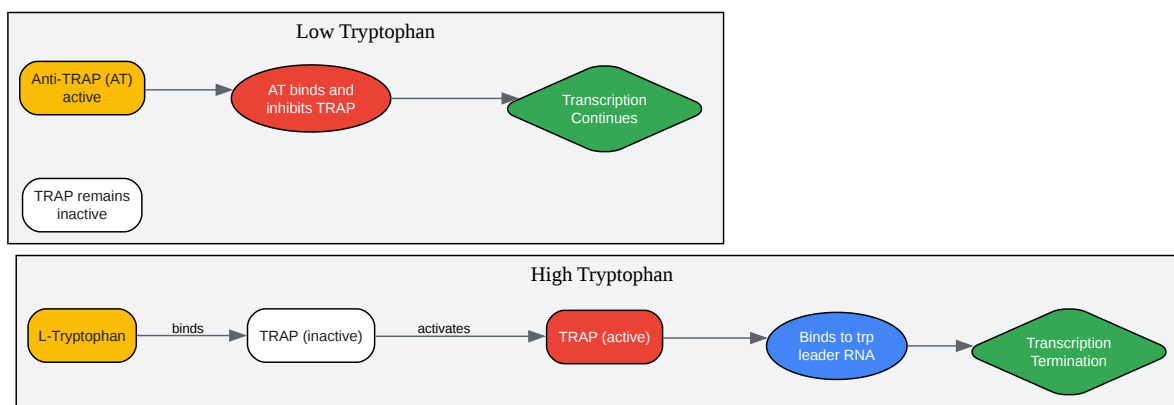 Low Tryptophan
Anti-TRAP (AT)
active
AT binds and
inhibits TRAP
Transcription
Continues
TRAP remains
inactive
High Tryptophan
L-Tryptophan
binds
TRAP (inactive)
activates
TRAP (active)
Binds to trp
leader RNA
Transcription
Termination